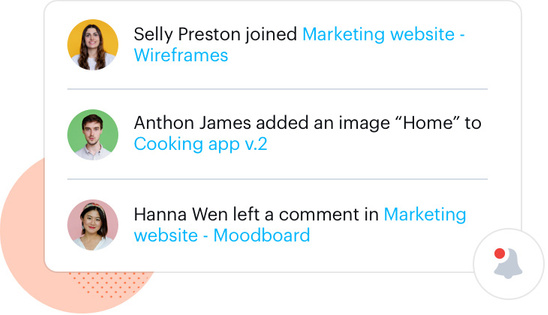 Selly Preston joined Marketing website -
Wireframes
Anthon James added an image “Home” to
Cooking app v.2
Hanna Wen left a comment in Marketing
website - Moodboard